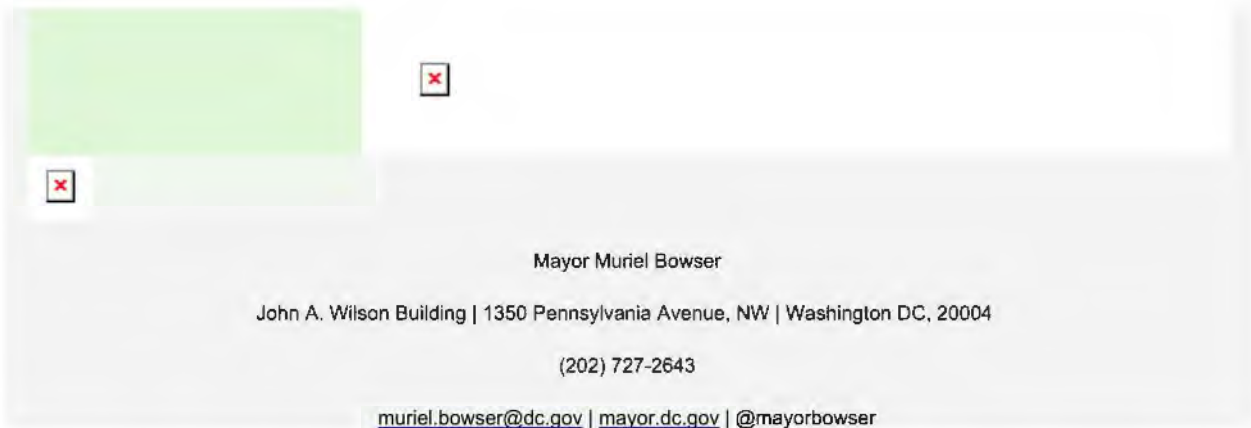 Mayor Muriel Bowser
John A. Wilson Building | 1350 Pennsylvania Avenue, NW | Washington DC, 20004
(202) 727-2643
muriel.bowser@dc.gov | mayor.dc.gov | @mayorbowser